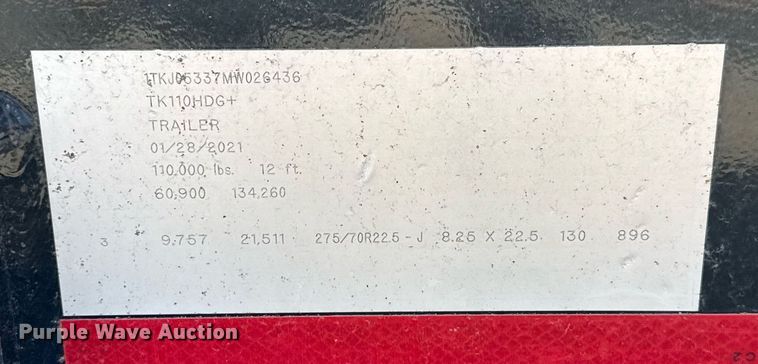 1TKJ05337MW026436
TK110HDG+
TRAILER
01/28/2021
110,000 lbs. 12 ft.
60,900 134,260
3 9,757 21,511 275/70R22.5 - J 8.25 X 22.5 130 896
Purple Wave Auction
C2